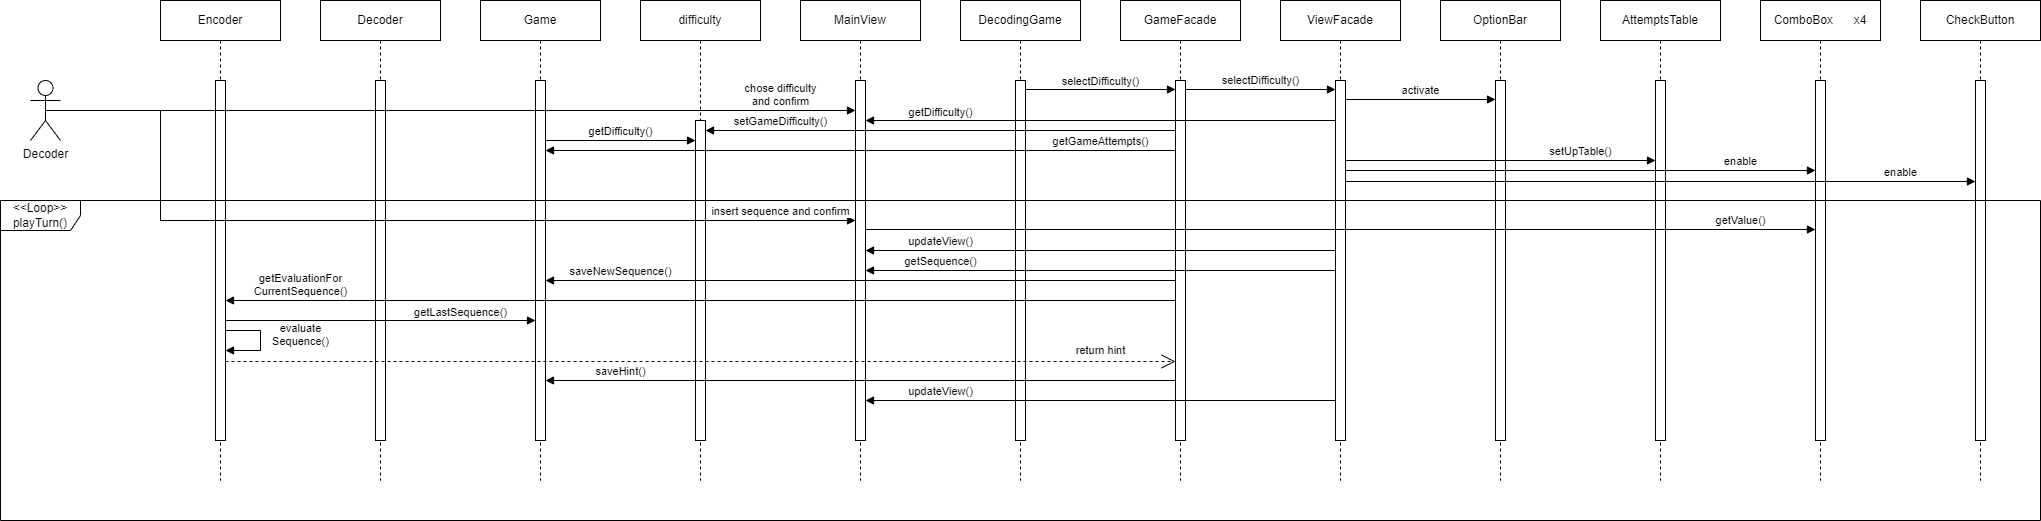 Encoder
Decoder
Game
difficulty
MainView
DecodingGame
GameFacade
ViewFacade
OptionBar
AttemptsTable
ComboBox x4
CheckButton
Decoder
chose difficulty
and confirm
selectDifficulty()
selectDifficulty()
activate
getDifficulty()
setGameDifficulty()
getDifficulty()
getGameAttempts()
setUpTable()
enable
enable
<<Loop>>
playTurn()
insert sequence and confirm
getValue()
updateView()
getSequence()
saveNewSequence()
getEvaluationFor
CurrentSequence()
getLastSequence()
evaluate
Sequence()
return hint
saveHint()
updateView()